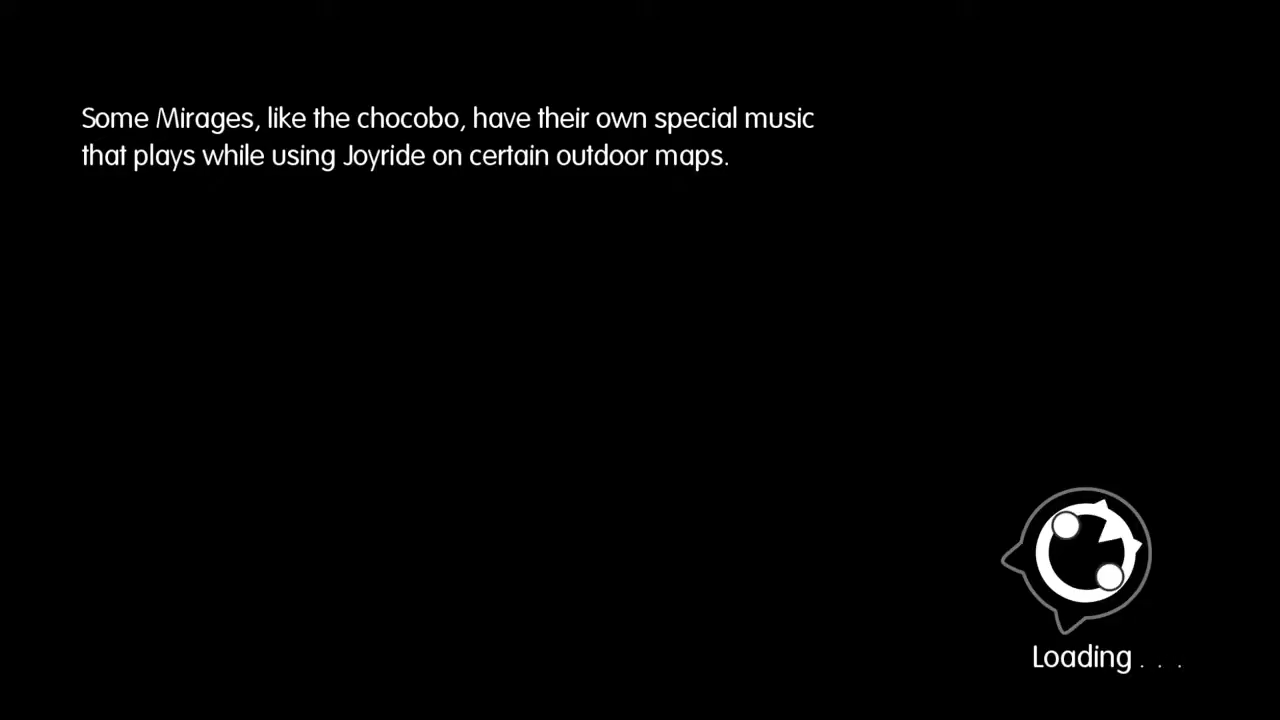 Some Mirages, like the chocobo, have their own special music
that plays while using Joyride on certain outdoor maps.
Loading . . .